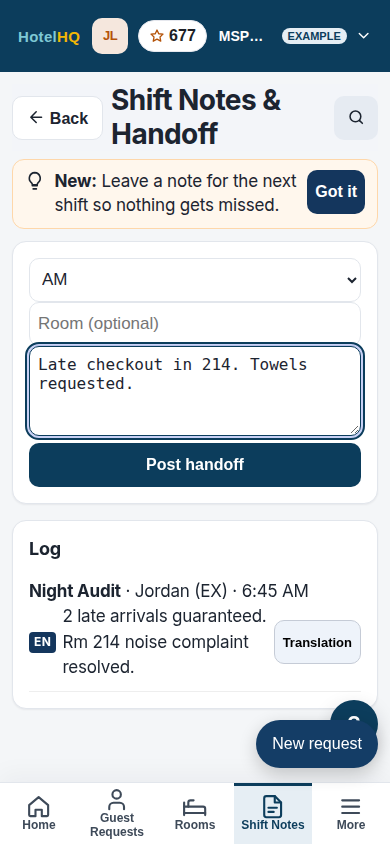 HotelHQ JL 677 MSP... EXAMPLE
Back
Shift Notes &
Handoff
New: Leave a note for the next
shift so nothing gets missed.
Got it
AM
Room (optional)
Late checkout in 214. Towels
requested.
Post handoff
Log
Night Audit · Jordan (EX) · 6:45 AM
EN
2 late arrivals guaranteed.
Rm 214 noise complaint
resolved.
Translation
New request
Home
Guest
Requests
Rooms
Shift Notes
More